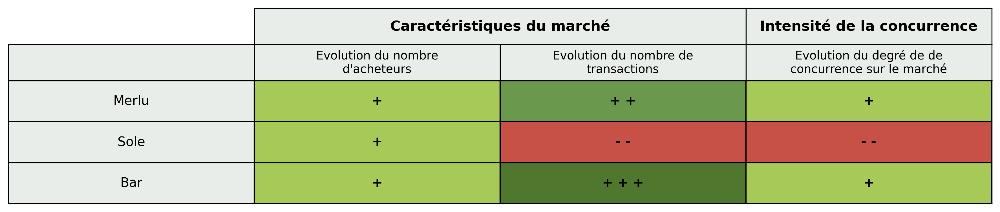 Caractéristiques du marché
Intensité de la concurrence
Evolution du nombre
d'acheteurs
Evolution du nombre de
transactions
Evolution du degré de de
concurrence sur le marché
Merlu
+
+ +
+
Sole
+
- -
- -
Bar
+
+ + +
+